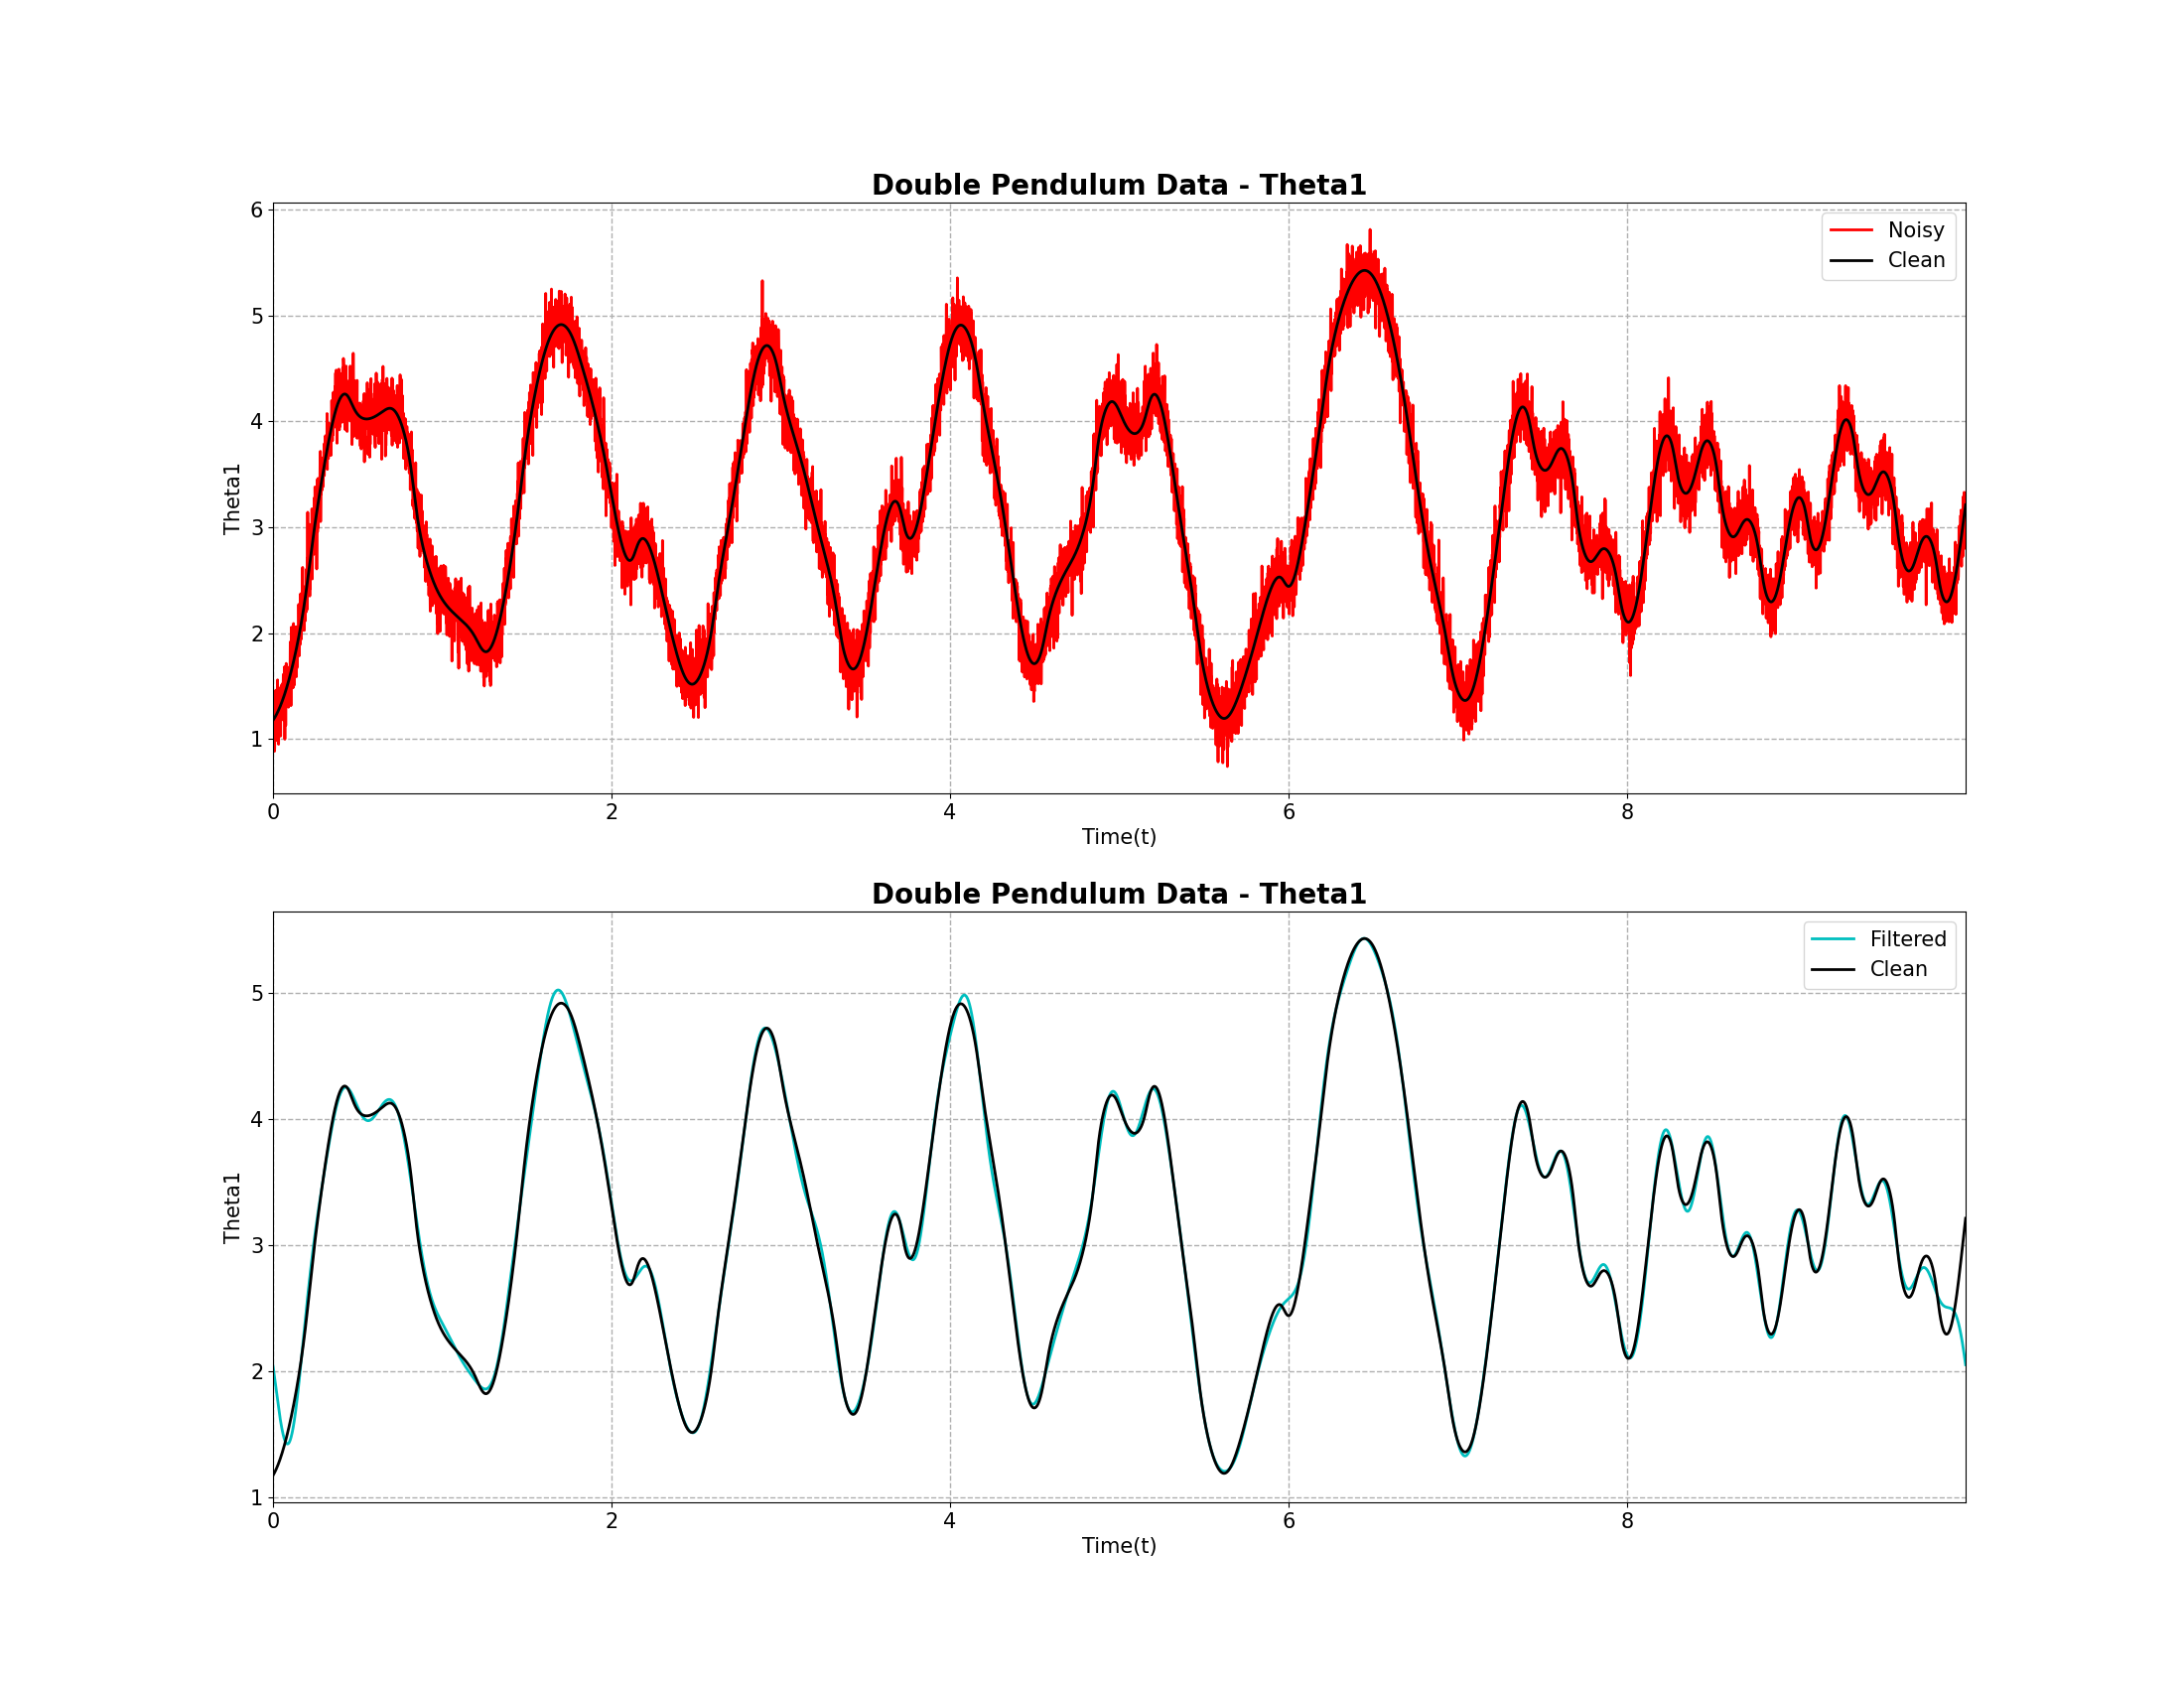 Double Pendulum Data - Theta1
6
5
4
3
2
1
Theta1
Noisy
Clean
0 2 4 6 8
Time(t)
Double Pendulum Data - Theta1
5
4
3
2
1
Theta1
Filtered
Clean
0 2 4 6 8
Time(t)